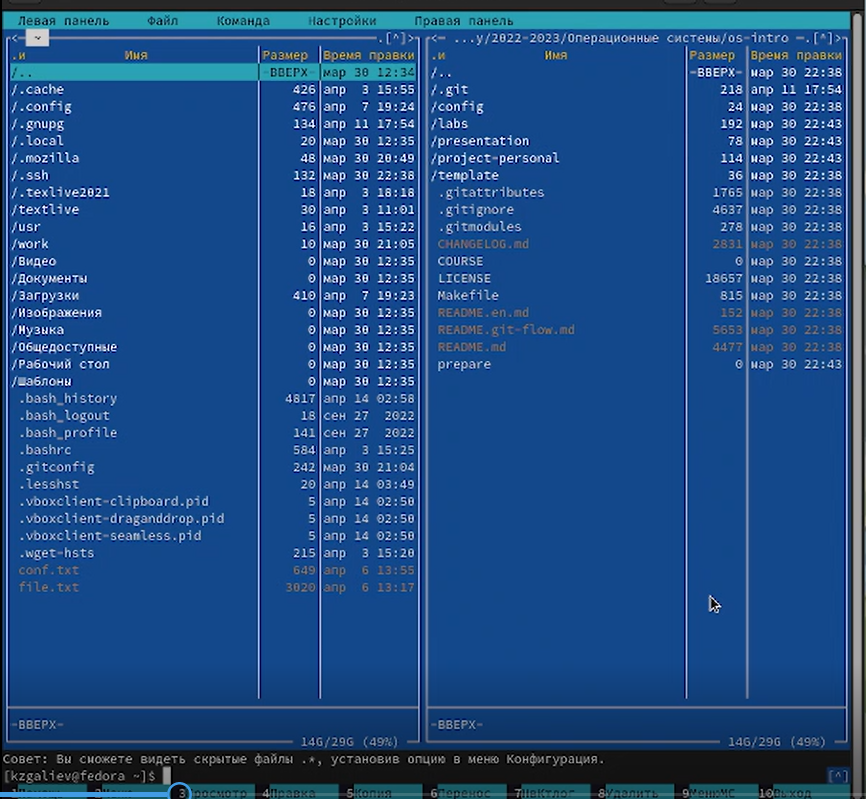 Левая панель Файл Команда Настройки Правая панель
<─ ~ .[^]>
.и Имя Размер Время правки
/.. -ВВЕРХ- мар 30 12:34
/.cache 426 апр 3 15:55
/.config 476 апр 7 19:24
/.gnupg 134 апр 11 17:54
/.local 20 мар 30 12:35
/.mozilla 48 мар 30 20:49
/.ssh 132 мар 30 22:38
/.texlive2021 18 апр 3 18:18
/textlive 30 апр 3 11:01
/usr 16 апр 3 15:22
/work 10 мар 30 21:05
/Видео 0 мар 30 12:35
/Документы 0 мар 30 12:35
/Загрузки 410 апр 7 19:23
/Изображения 0 мар 30 12:35
/Музыка 0 мар 30 12:35
/Общедоступные 0 мар 30 12:35
/Рабочий стол 0 мар 30 12:35
/Шаблоны 0 мар 30 12:35
.bash_history 4817 апр 14 02:58
.bash_logout 18 сен 27 2022
.bash_profile 141 сен 27 2022
.bashrc 584 апр 3 15:25
.gitconfig 242 мар 30 21:04
.lesshst 20 апр 14 03:49
.vboxclient-clipboard.pid 5 апр 14 02:50
.vboxclient-draganddrop.pid 5 апр 14 02:50
.vboxclient-seamless.pid 5 апр 14 02:50
.wget-hsts 215 апр 3 15:20
conf.txt 649 апр 6 13:55
file.txt 3020 апр 6 13:17
-ВВЕРХ-
14G/29G (49%)
<─ ...y/2022-2023/Операционные системы/os-intro ─.[^]>
.и Имя Размер Время правки
/.. -ВВЕРХ- мар 30 22:38
/.git 218 апр 11 17:54
/config 24 мар 30 22:38
/labs 192 мар 30 22:43
/presentation 78 мар 30 22:43
/project-personal 114 мар 30 22:43
/template 36 мар 30 22:38
.gitattributes 1765 мар 30 22:38
.gitignore 4637 мар 30 22:38
.gitmodules 278 мар 30 22:38
CHANGELOG.md 2831 мар 30 22:38
COURSE 0 мар 30 22:38
LICENSE 18657 мар 30 22:38
Makefile 815 мар 30 22:38
README.en.md 152 мар 30 22:38
README.git-flow.md 5653 мар 30 22:38
README.md 4477 мар 30 22:38
prepare 0 мар 30 22:43
-ВВЕРХ-
14G/29G (49%)
Совет: Вы сможете видеть скрытые файлы .*, установив опцию в меню Конфигурация.
[kzgaliev@fedora ~]$ [^]
3 Просмотр 4Правка 5Копия 6Перенос 7НвКтлог 8Удалить 9МенюMC 10Выход